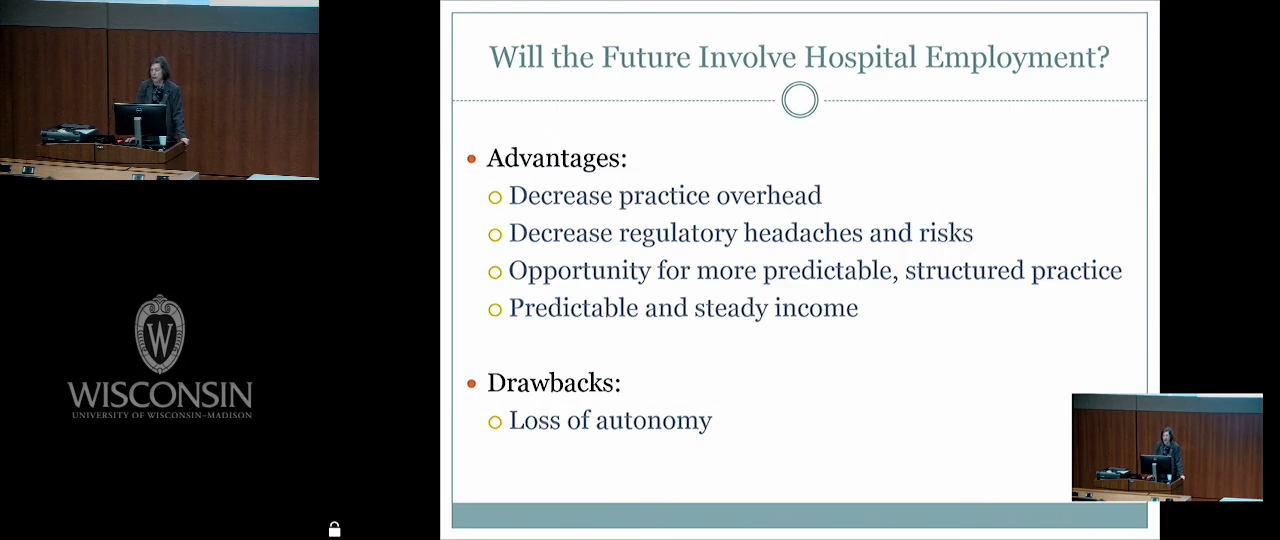 Will the Future Involve Hospital Employment?
Advantages:
Decrease practice overhead
Decrease regulatory headaches and risks
Opportunity for more predictable, structured practice
Predictable and steady income
Drawbacks:
Loss of autonomy
W
WISCONSIN
UNIVERSITY OF WISCONSIN–MADISON